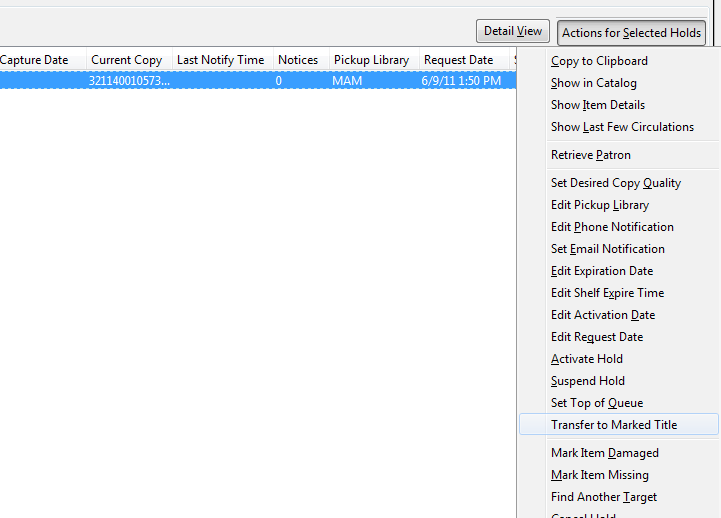 Detail View
Actions for Selected Holds
Capture Date Current Copy Last Notify Time Notices Pickup Library Request Date
321140010573... 0 MAM 6/9/11 1:50 PM
Copy to Clipboard
Show in Catalog
Show Item Details
Show Last Few Circulations
Retrieve Patron
Set Desired Copy Quality
Edit Pickup Library
Edit Phone Notification
Set Email Notification
Edit Expiration Date
Edit Shelf Expire Time
Edit Activation Date
Edit Request Date
Activate Hold
Suspend Hold
Set Top of Queue
Transfer to Marked Title
Mark Item Damaged
Mark Item Missing
Find Another Target
Cancel Hold